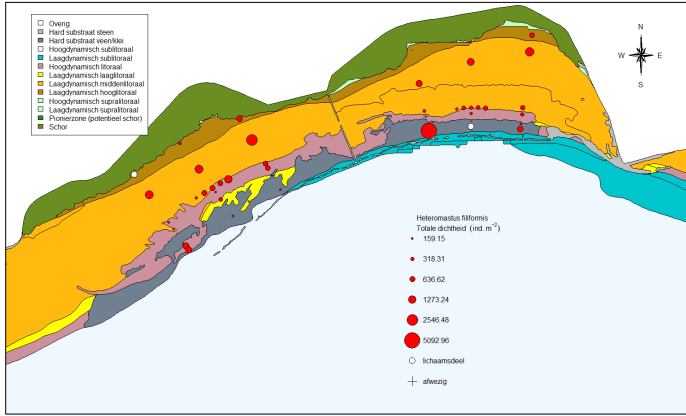 Overig
Hard substraat steen
Hard substraat veen/klei
Hoogdynamisch sublitoraal
Laagdynamisch sublitoraal
Hoogdynamisch litoraal
Laagdynamisch laaglitoraal
Laagdynamisch middenlitoraal
Laagdynamisch hooglitoraal
Hoogdynamisch supralitoraal
Laagdynamisch supralitoraal
Pionierzone (potentieel schor)
Schor
N
W E
S
Heteromastus filiformis
Totale dichtheid (ind. m⁻²)
159.15
318.31
636.62
1273.24
2546.48
5092.96
lichaamsdeel
afwezig